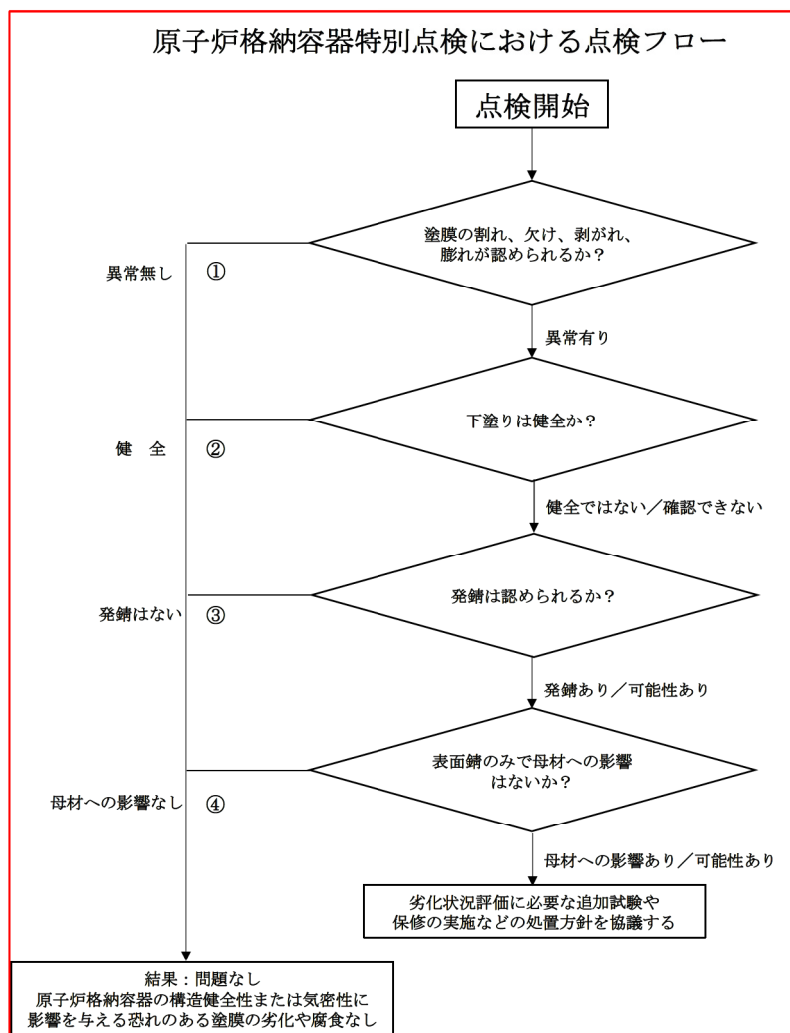 原子炉格納容器特別点検における点検フロー
点検開始
塗膜の割れ、欠け、剥がれ、
膨れが認められるか？
異常無し
①
異常有り
下塗りは健全か？
健　全
②
健全ではない／確認できない
発錆は認められるか？
発錆はない
③
発錆あり／可能性あり
表面錆のみで母材への影響
はないか？
母材への影響なし
④
母材への影響あり／可能性あり
劣化状況評価に必要な追加試験や
保修の実施などの処置方針を協議する
結果：問題なし
原子炉格納容器の構造健全性または気密性に
影響を与える恐れのある塗膜の劣化や腐食なし